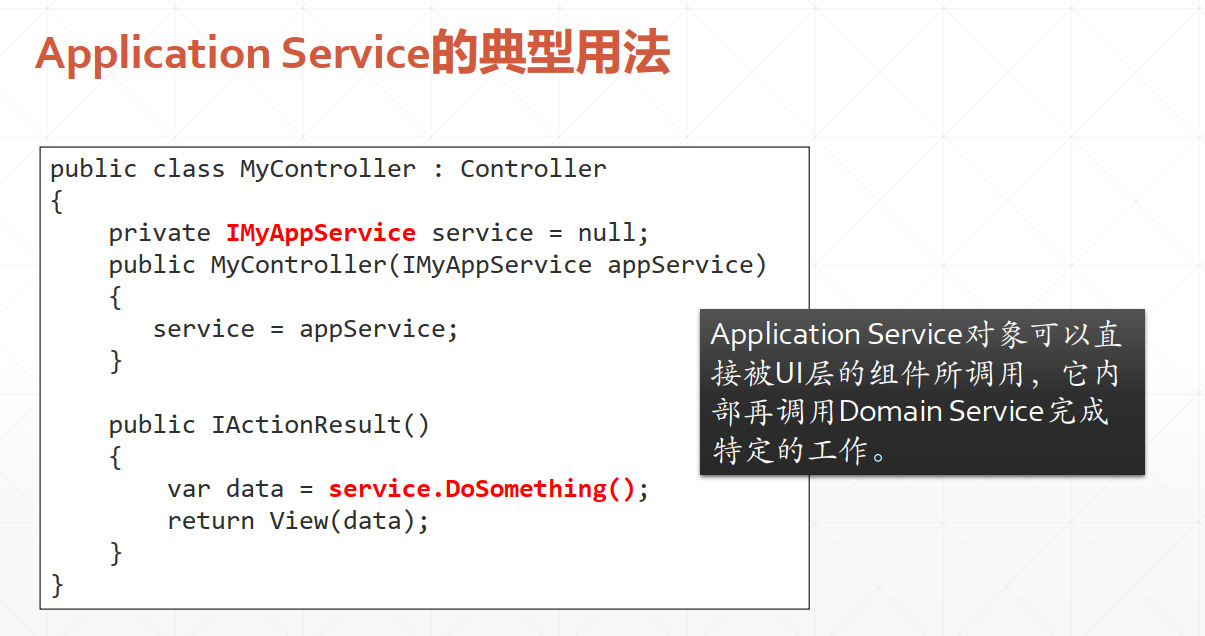 Application Service的典型用法
public class MyController : Controller
{
    private IMyAppService service = null;
    public MyController(IMyAppService appService)
    {
       service = appService;
    }
    public IActionResult()
    {
        var data = service.DoSomething();
        return View(data);
    }
}
Application Service对象可以直
接被UI层的组件所调用，它内
部再调用Domain Service完成
特定的工作。